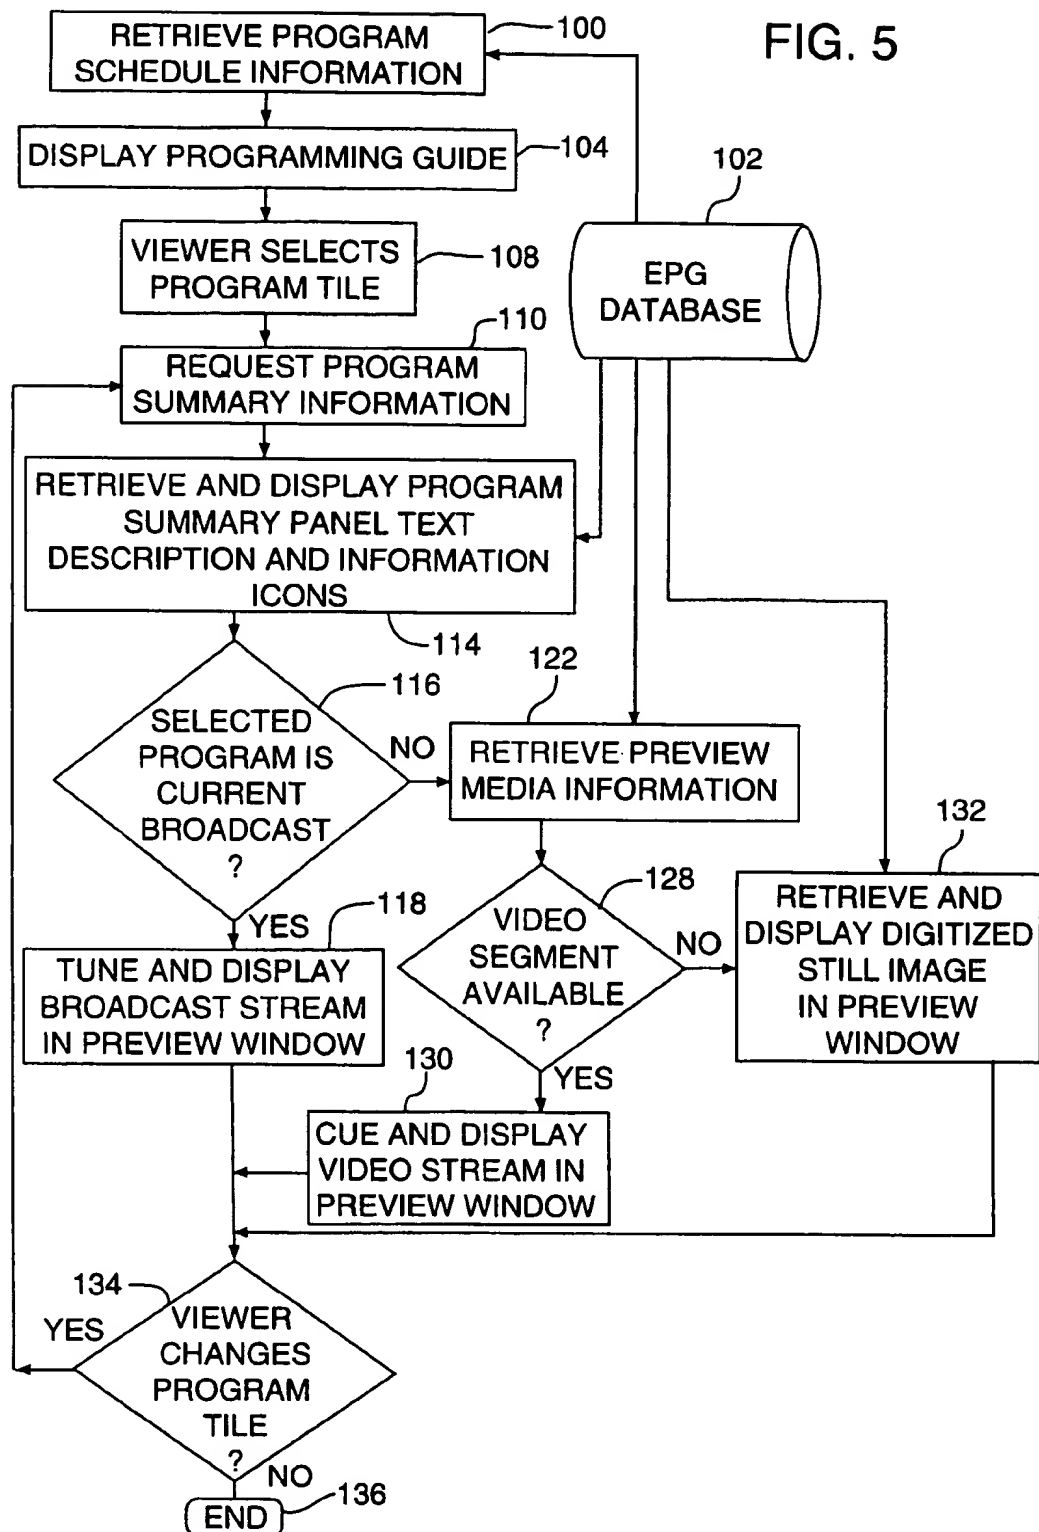 FIG. 5
RETRIEVE PROGRAM
SCHEDULE INFORMATION
100
DISPLAY PROGRAMMING GUIDE
104
102
EPG
DATABASE
VIEWER SELECTS
PROGRAM TILE
108
110
REQUEST PROGRAM
SUMMARY INFORMATION
RETRIEVE AND DISPLAY PROGRAM
SUMMARY PANEL TEXT
DESCRIPTION AND INFORMATION
ICONS
114
116
SELECTED
PROGRAM IS
CURRENT
BROADCAST
?
NO
YES
122
RETRIEVE PREVIEW
MEDIA INFORMATION
118
TUNE AND DISPLAY
BROADCAST STREAM
IN PREVIEW WINDOW
128
VIDEO
SEGMENT
AVAILABLE
?
NO
YES
132
RETRIEVE AND
DISPLAY DIGITIZED
STILL IMAGE
IN PREVIEW
WINDOW
130
CUE AND DISPLAY
VIDEO STREAM IN
PREVIEW WINDOW
134
YES
VIEWER
CHANGES
PROGRAM
TILE
?
NO
END
136